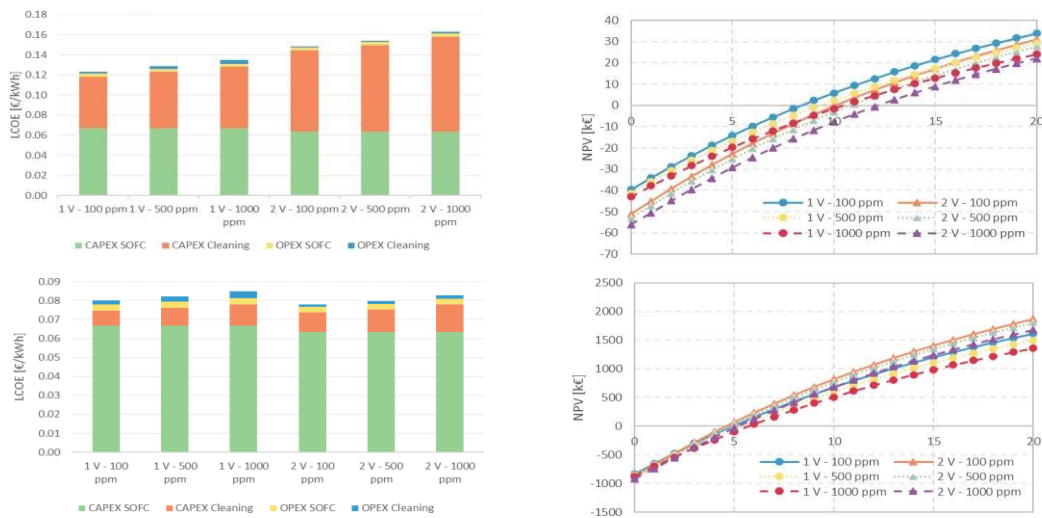 0.18
0.16
0.14
0.12
0.10
0.08
0.06
0.04
0.02
0.00
LCOE [€/kWh]
1 V - 100 ppm
1 V - 500 ppm
1 V - 1000
ppm
2 V - 100 ppm
2 V - 500 ppm
2 V - 1000
ppm
CAPEX SOFC
CAPEX Cleaning
OPEX SOFC
OPEX Cleaning
40
30
20
10
0
-10
-20
-30
-40
-50
-60
-70
NPV [k€]
0
5
10
15
20
1 V - 100 ppm
2 V - 100 ppm
1 V - 500 ppm
2 V - 500 ppm
1 V - 1000 ppm
2 V - 1000 ppm
0.09
0.08
0.07
0.06
0.05
0.04
0.03
0.02
0.01
0.00
LCOE [€/kWh]
1 V - 100
ppm
1 V - 500
ppm
1 V - 1000
ppm
2 V - 100
ppm
2 V - 500
ppm
2 V - 1000
ppm
CAPEX SOFC
CAPEX Cleaning
OPEX SOFC
OPEX Cleaning
2500
2000
1500
1000
500
0
-500
-1000
-1500
NPV [k€]
0
5
10
15
20
1 V - 100 ppm
2 V - 100 ppm
1 V - 500 ppm
2 V - 500 ppm
1 V - 1000 ppm
2 V - 1000 ppm